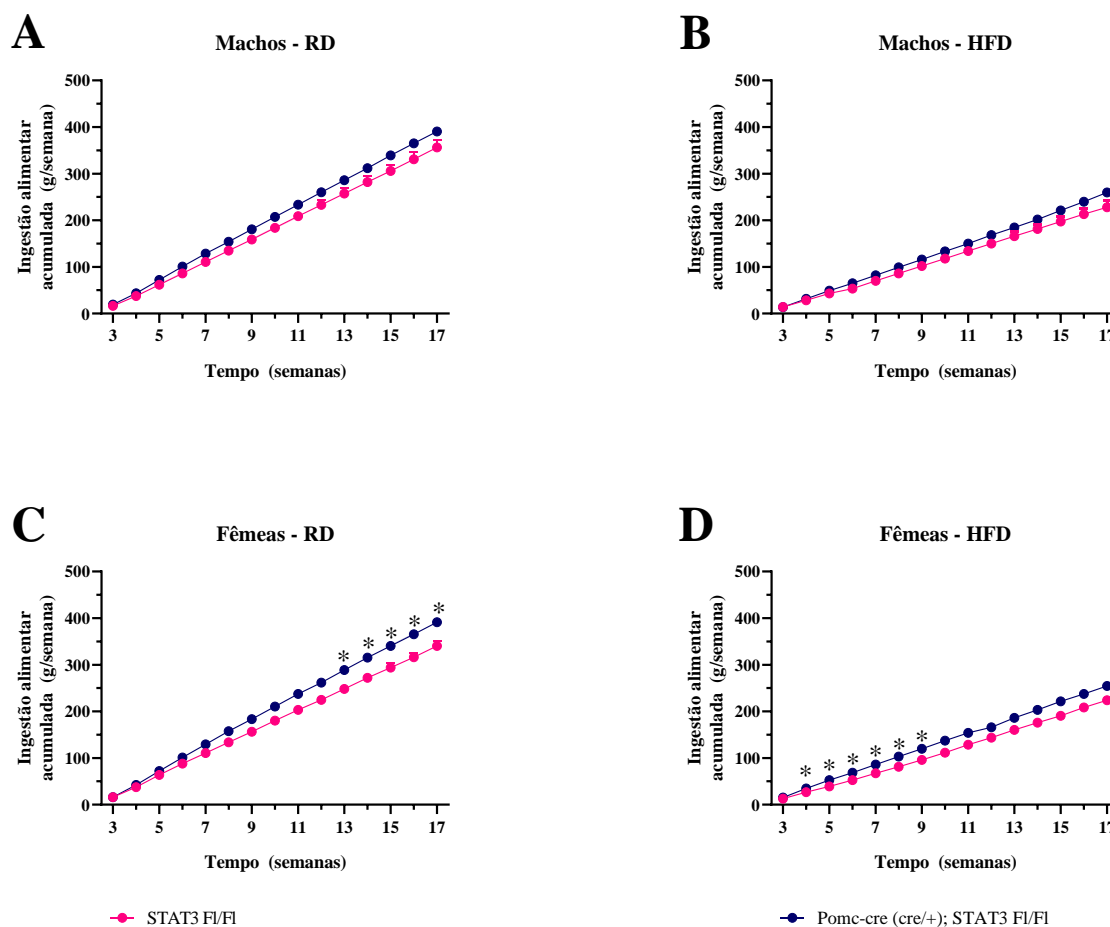 A
Machos - RD
Ingestão alimentar
acumulada (g/semana)
500
400
300
200
100
0
3 5 7 9 11 13 15 17
Tempo (semanas)
B
Machos - HFD
Ingestão alimentar
acumulada (g/semana)
500
400
300
200
100
0
3 5 7 9 11 13 15 17
Tempo (semanas)
C
Fêmeas - RD
Ingestão alimentar
acumulada (g/semana)
500
400
300
200
100
0
* * * * *
3 5 7 9 11 13 15 17
Tempo (semanas)
D
Fêmeas - HFD
Ingestão alimentar
acumulada (g/semana)
500
400
300
200
100
0
* * * * * *
3 5 7 9 11 13 15 17
Tempo (semanas)
STAT3 Fl/Fl
Pomc-cre (cre/+); STAT3 Fl/Fl